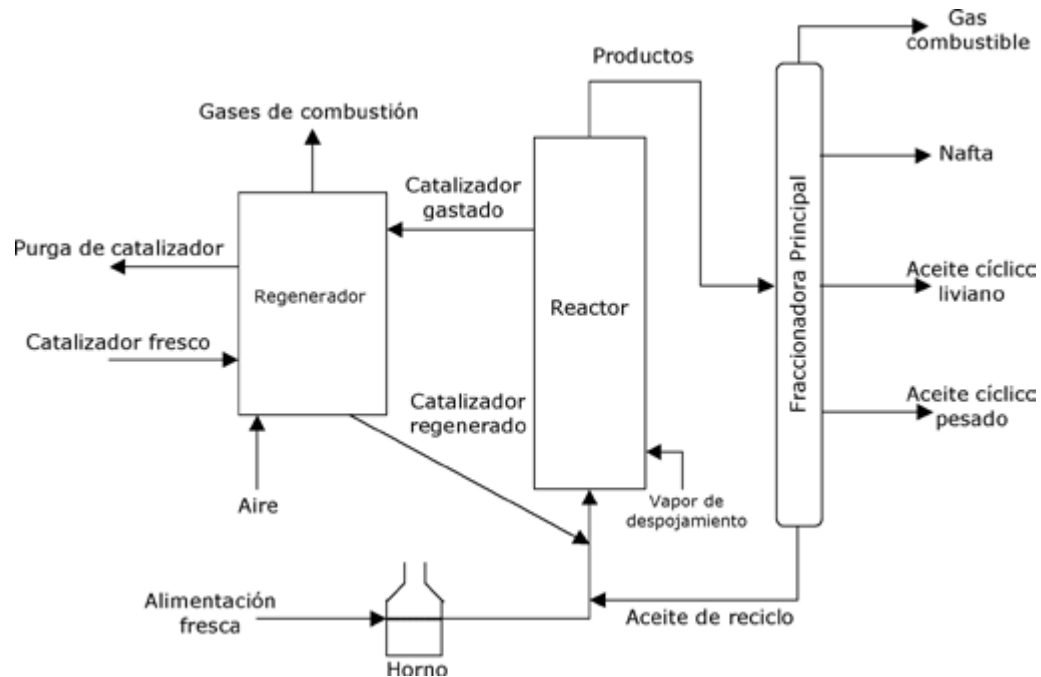 Gas
combustible
Productos
Gases de combustión
Nafta
Catalizador
gastado
Purga de catalizador
Regenerador
Reactor
Fraccionadora Principal
Aceite cíclicc
liviano
Catalizador fresco
Catalizador
regenerado
Aceite cíclicc
pesado
Aire
Vapor de
despojamiento
Alimentación
fresca
Aceite de reciclo
Horno